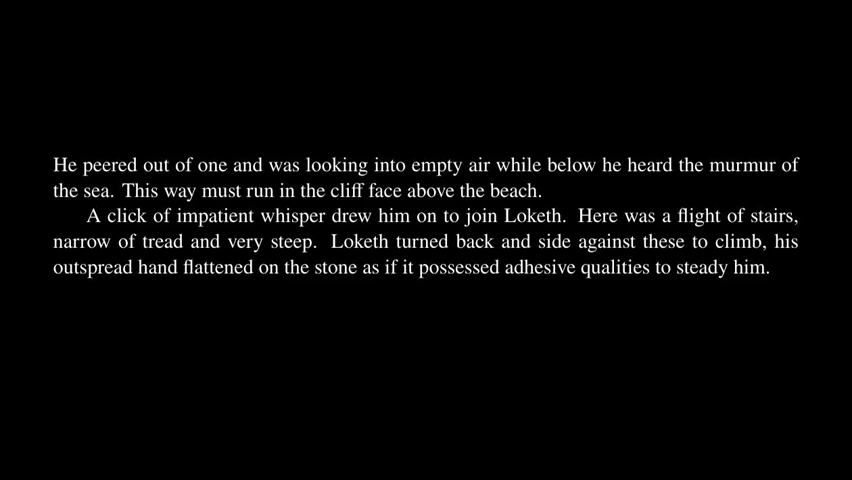 He peered out of one and was looking into empty air while below he heard the murmur of
the sea. This way must run in the cliff face above the beach.
A click of impatient whisper drew him on to join Loketh. Here was a flight of stairs,
narrow of tread and very steep. Loketh turned back and side against these to climb, his
outspread hand flattened on the stone as if it possessed adhesive qualities to steady him.